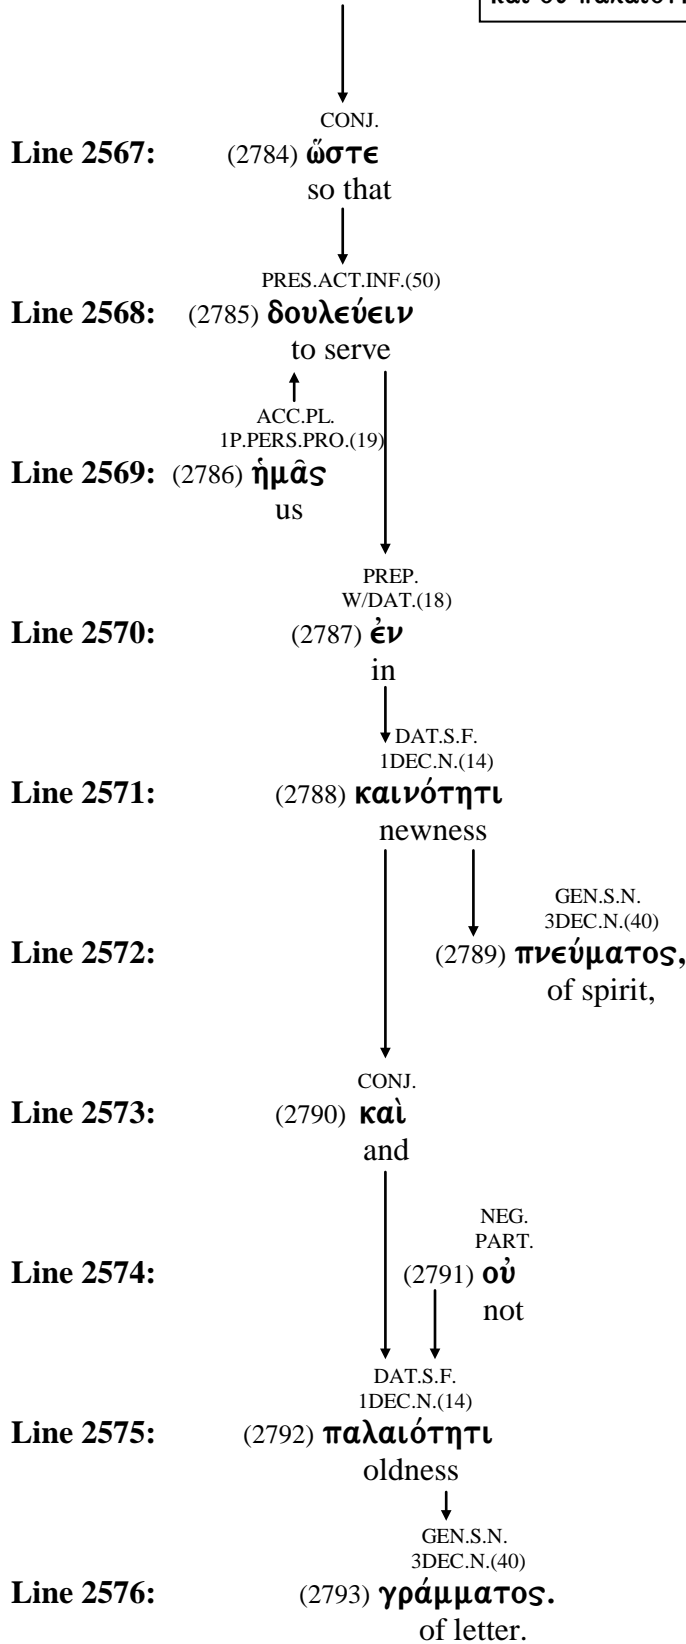 CONJ.
Line 2567: (2784) ὥστε
so that
PRES.ACT.INF.(50)
Line 2568: (2785) δουλεύειν
to serve
ACC.PL.
1P.PERS.PRO.(19)
Line 2569: (2786) ἡμᾶς
us
PREP.
W/DAT.(18)
Line 2570: (2787) ἐν
in
DAT.S.F.
1DEC.N.(14)
Line 2571: (2788) καινότητι
newness
GEN.S.N.
3DEC.N.(40)
Line 2572: (2789) πνεύματος,
of spirit,
CONJ.
Line 2573: (2790) καὶ
and
NEG.
PART.
Line 2574: (2791) οὐ
not
DAT.S.F.
1DEC.N.(14)
Line 2575: (2792) παλαιότητι
oldness
GEN.S.N.
3DEC.N.(40)
Line 2576: (2793) γράμματος.
of letter.